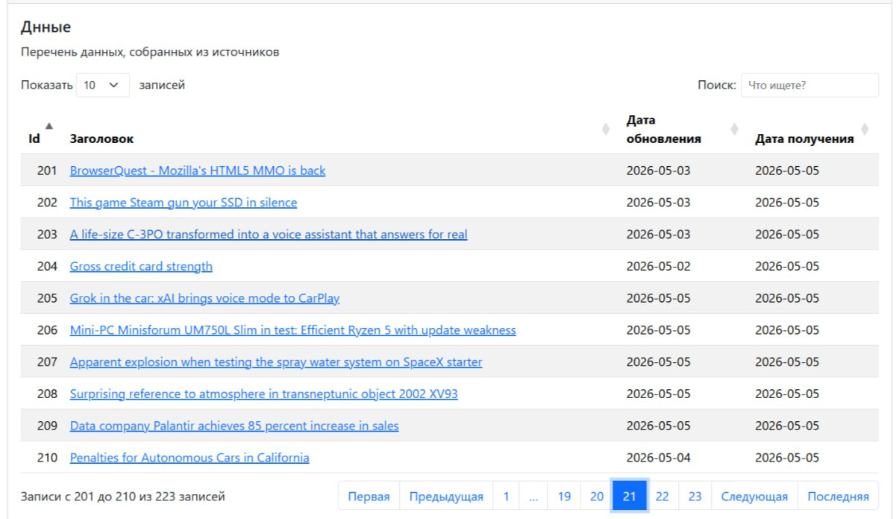 Днные
Перечень данных, собранных из источников
Показать 10 записей Поиск: Что ищете?
Id Заголовок Дата обновления Дата получения
201 BrowserQuest - Mozilla's HTML5 MMO is back 2026-05-03 2026-05-05
202 This game Steam gun your SSD in silence 2026-05-03 2026-05-05
203 A life-size C-3PO transformed into a voice assistant that answers for real 2026-05-03 2026-05-05
204 Gross credit card strength 2026-05-02 2026-05-05
205 Grok in the car: xAI brings voice mode to CarPlay 2026-05-05 2026-05-05
206 Mini-PC Minisforum UM750L Slim in test: Efficient Ryzen 5 with update weakness 2026-05-05 2026-05-05
207 Apparent explosion when testing the spray water system on SpaceX starter 2026-05-05 2026-05-05
208 Surprising reference to atmosphere in transneptunic object 2002 XV93 2026-05-05 2026-05-05
209 Data company Palantir achieves 85 percent increase in sales 2026-05-05 2026-05-05
210 Penalties for Autonomous Cars in California 2026-05-04 2026-05-05
Записи с 201 до 210 из 223 записей Первая Предыдущая 1 ... 19 20 21 22 23 Следующая Последняя